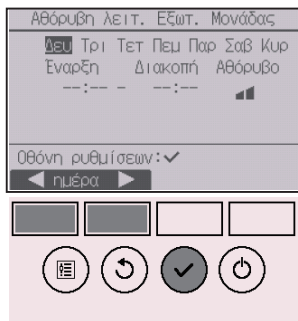 Αθόρυβη λειτ. Εξωτ. Μονάδας
Δευ Τρι Τετ Πεμ Παρ Σαβ Κυρ
Έναρξη Διακοπή Αθόρυβο
--:-- - --:--
Οθόνη ρυθμίσεων:✓
◀ ημέρα ▶